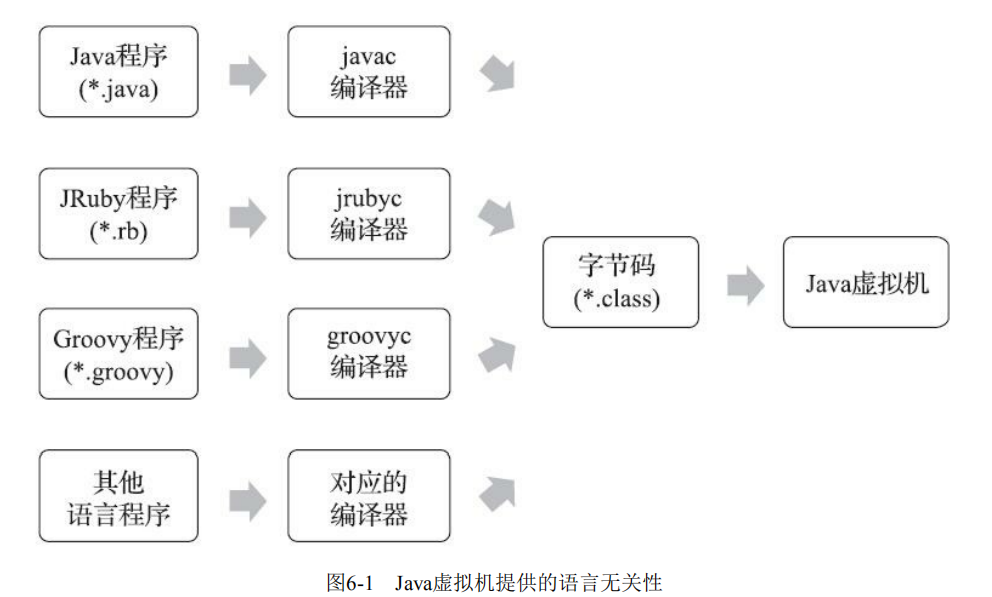 Java程序
(*.java)
javac
编译器
JRuby程序
(*.rb)
jrubyc
编译器
Groovy程序
(*.groovy)
groovyc
编译器
其他
语言程序
对应的
编译器
字节码
(*.class)
Java虚拟机
图6-1 Java虚拟机提供的语言无关性